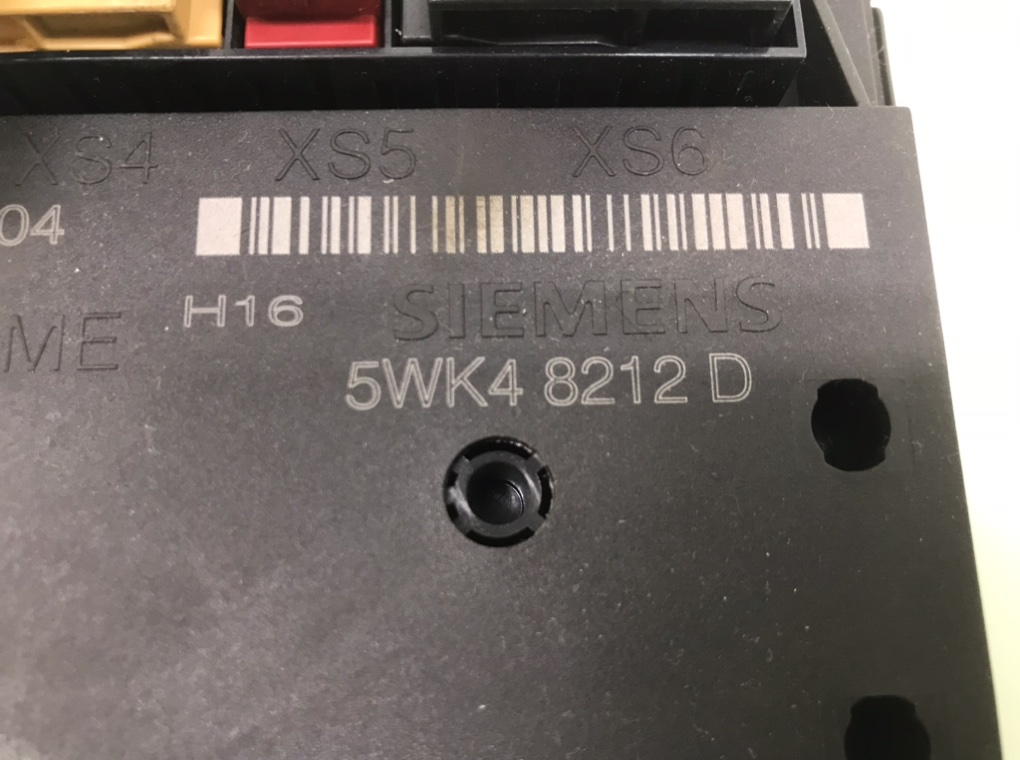 XS4 XS5 XS6
04
H16 SIEMENS
ME
5WK4 8212 D